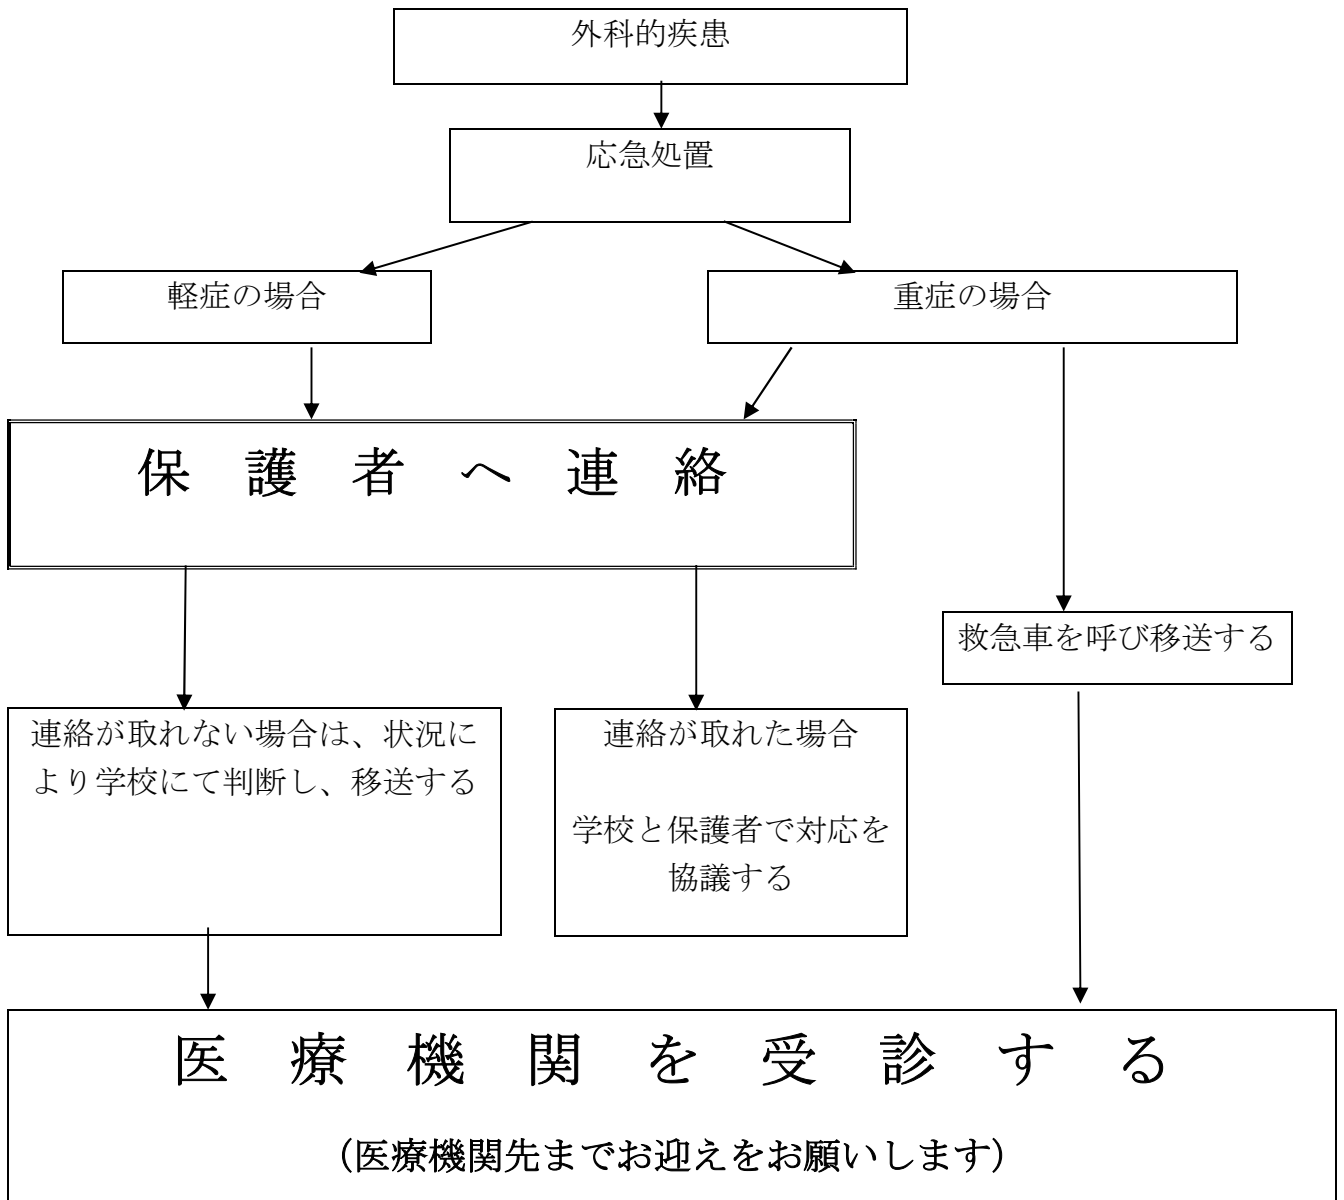 外科的疾患
応急処置
軽症の場合
重症の場合
保護者へ連絡
救急車を呼び移送する
連絡が取れない場合は、状況に
より学校にて判断し、移送する
連絡が取れた場合
学校と保護者で対応を
協議する
医療機関を受診する
（医療機関先までお迎えをお願いします）